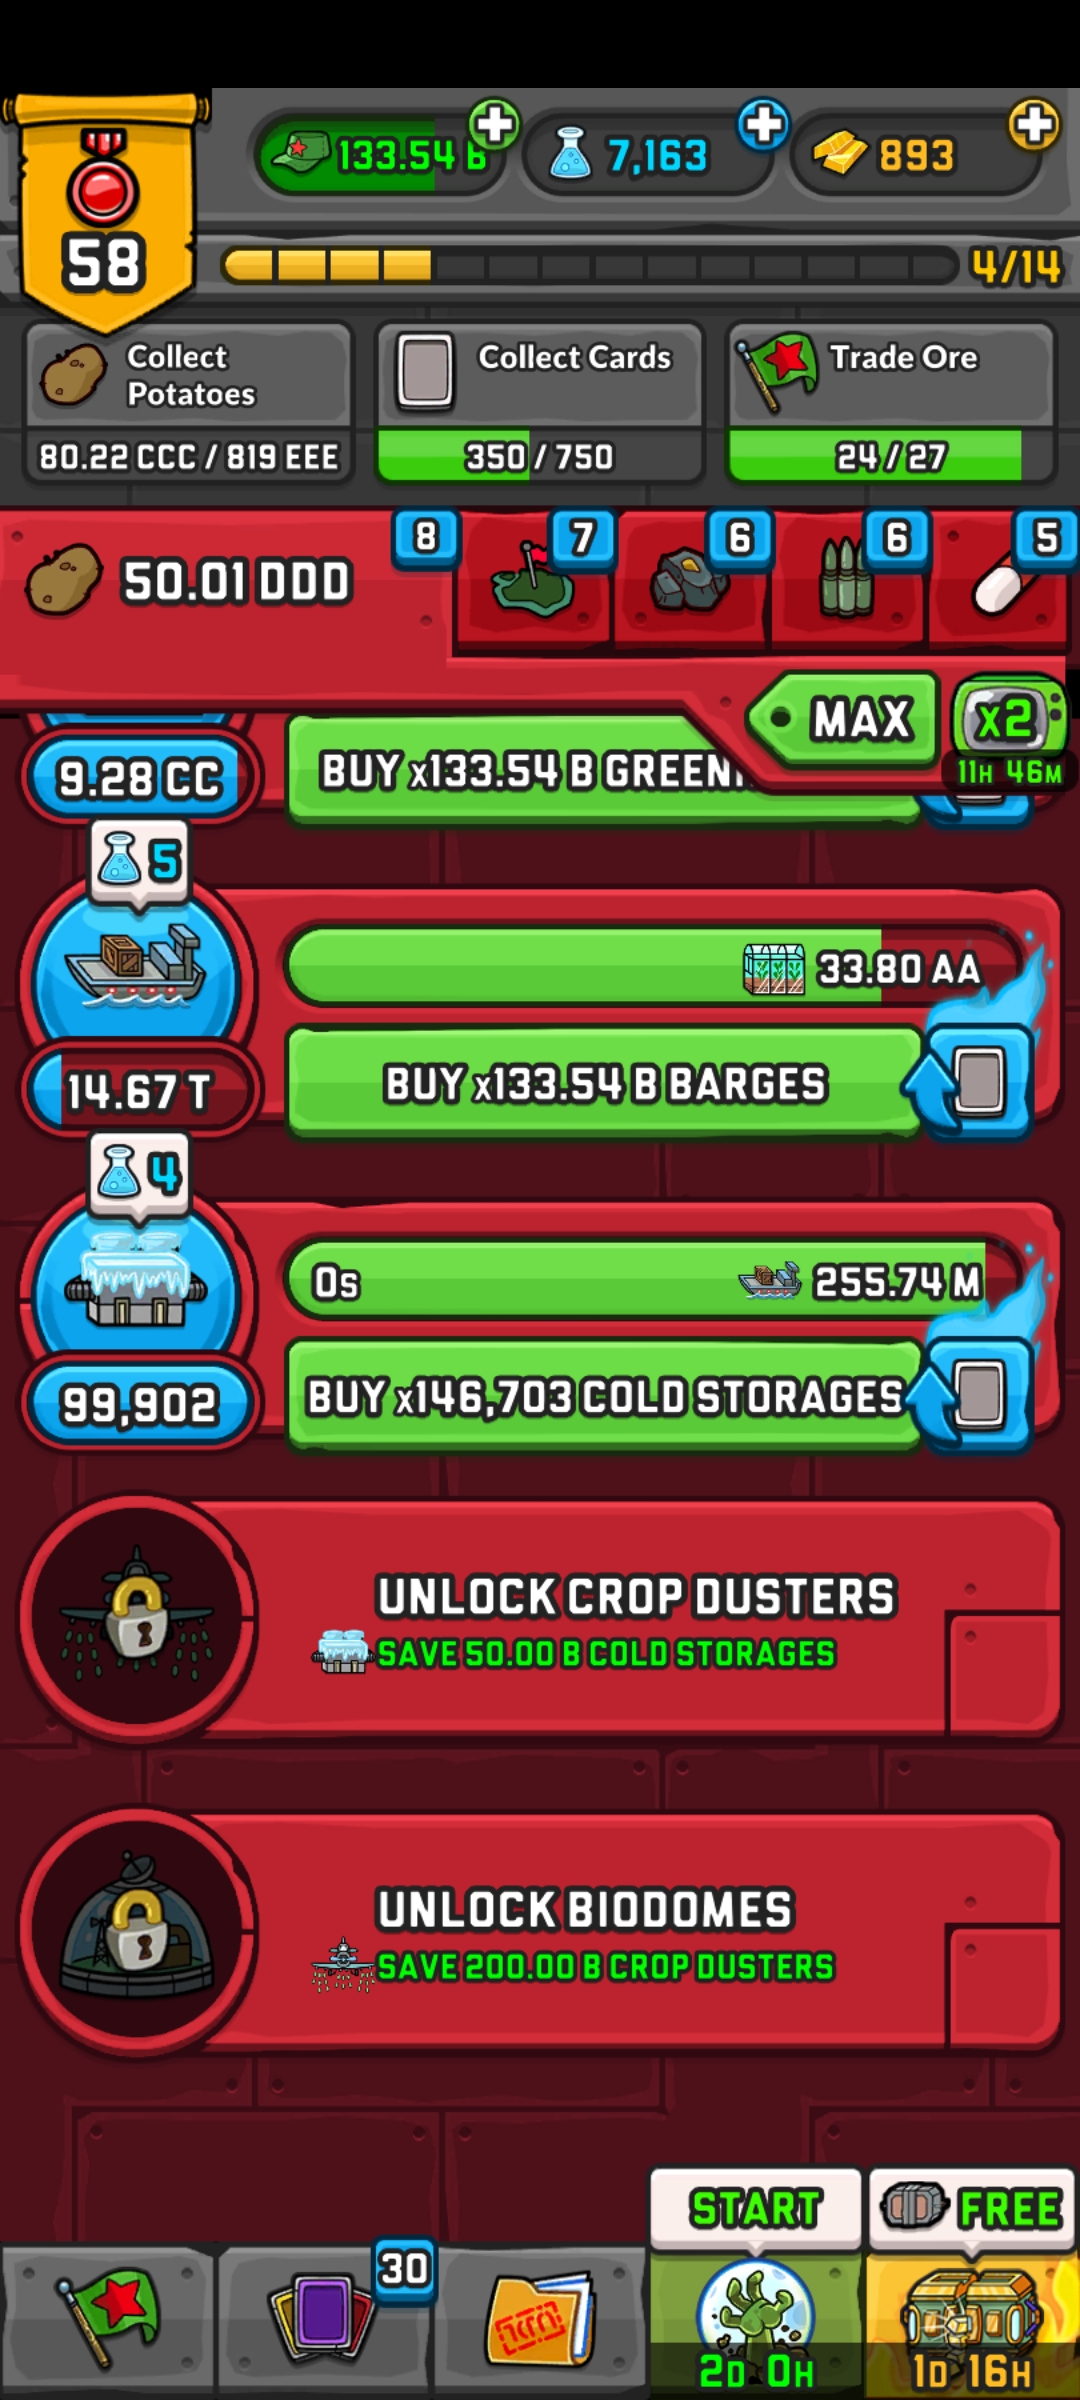 133.54 B
7,163
893
58
4/14
Collect
Potatoes
80.22 CCC / 819 EEE
Collect Cards
350 / 750
Trade Ore
24 / 27
50.01 DDD
8
7
6
6
5
MAX
x2
11H 46M
9.28 CC
BUY x133.54 B
5
33.80 AA
14.67 T
BUY x133.54 B BARGES
4
0s
255.74 M
99,902
BUY x146,703 COLD STORAGES
UNLOCK CROP DUSTERS
SAVE 50.00 B COLD STORAGES
UNLOCK BIODOMES
SAVE 200.00 B CROP DUSTERS
START
FREE
30
2D 0H
1D 16H